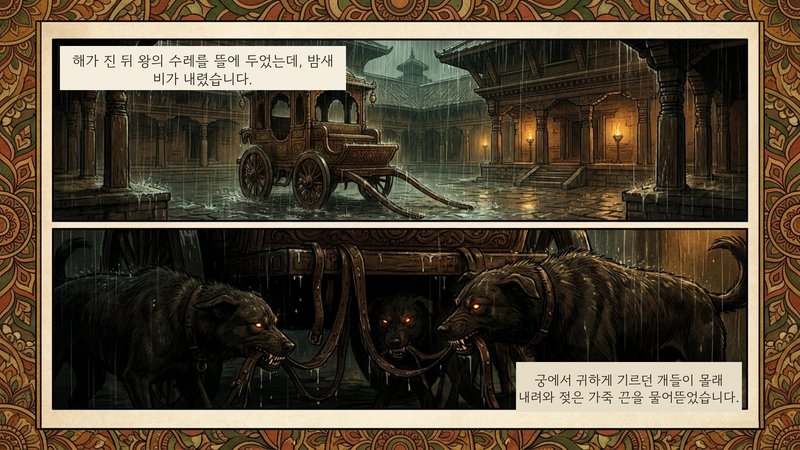 해가 진 뒤 왕의 수레를 뜰에 두었는데, 밤새
비가 내렸습니다.
궁에서 귀하게 기르던 개들이 몰래
내려와 젖은 가죽 끈을 물어뜯었습니다.